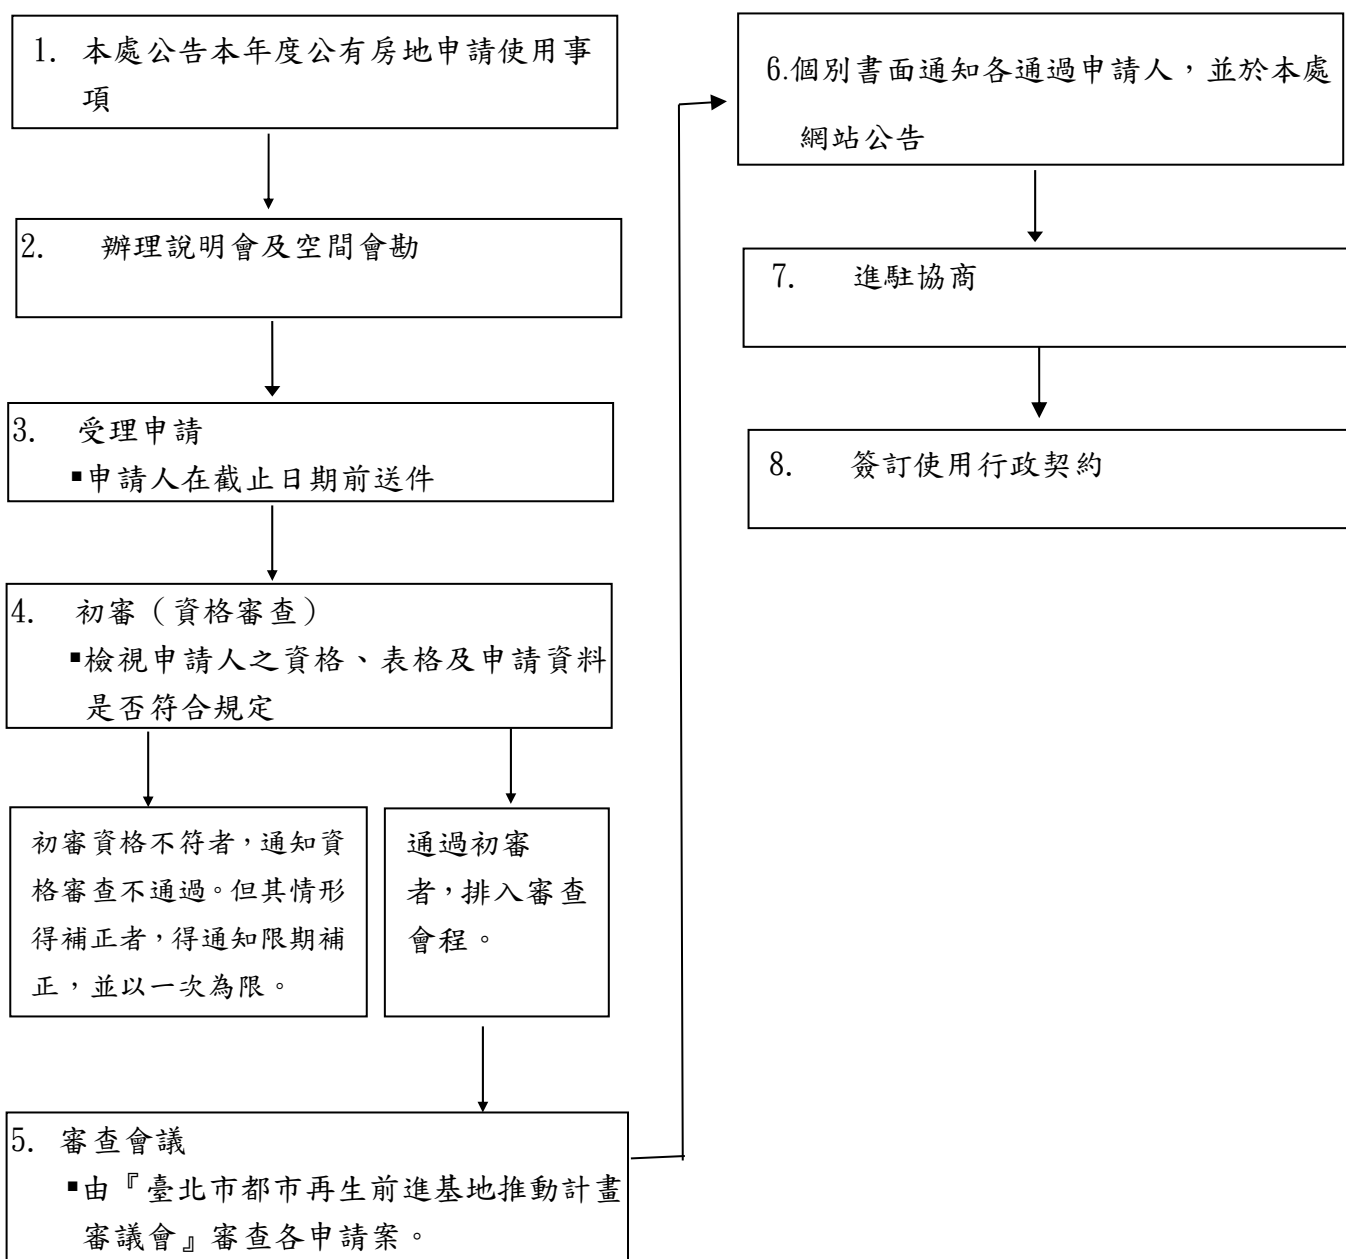 1. 本處公告本年度公有房地申請使用事
項
2. 辦理說明會及空間會勘
3. 受理申請
▪申請人在截止日期前送件
4. 初審（資格審查）
▪檢視申請人之資格、表格及申請資料
是否符合規定
初審資格不符者，通知資
格審查不通過。但其情形
得補正者，得通知限期補
正，並以一次為限。
通過初審
者，排入審查
會程。
5. 審查會議
▪由『臺北市都市再生前進基地推動計畫
審議會』審查各申請案。
6.個別書面通知各通過申請人，並於本處
網站公告
7. 進駐協商
8. 簽訂使用行政契約